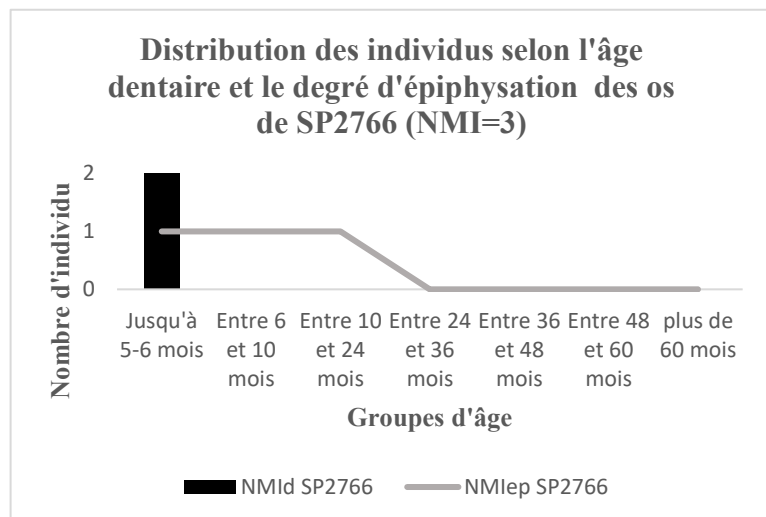 Distribution des individus selon l'âge
dentaire et le degré d'épiphysation des os
de SP2766 (NMI=3)
Nombre d'individu
2
1
0
Jusqu'à 5-6 mois
Entre 6 et 10 mois
Entre 10 et 24 mois
Entre 24 et 36 mois
Entre 36 et 48 mois
Entre 48 et 60 mois
plus de 60 mois
Groupes d'âge
NMId SP2766
NMIep SP2766